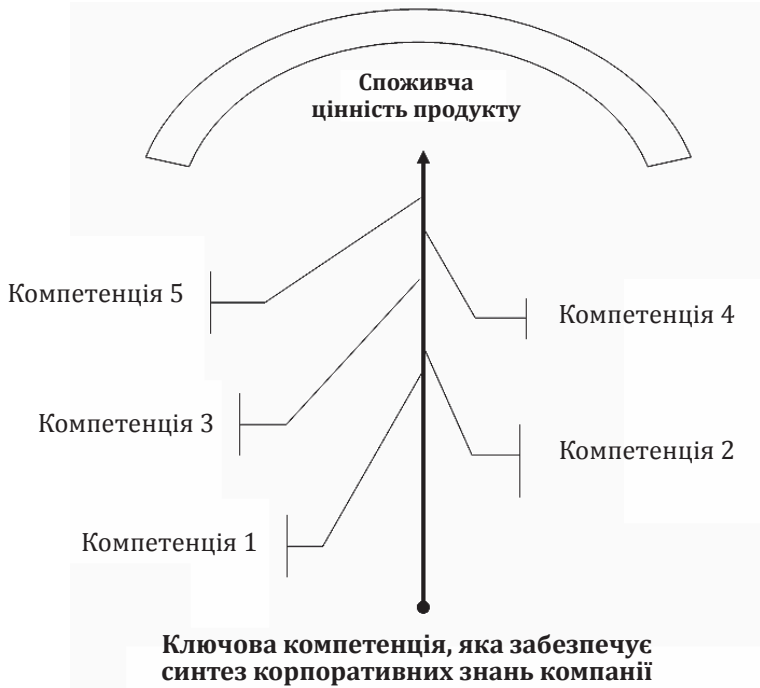 Споживча
цінність продукту
Компетенція 5
Компетенція 4
Компетенція 3
Компетенція 2
Компетенція 1
Ключова компетенція, яка забезпечує
синтез корпоративних знань компанії